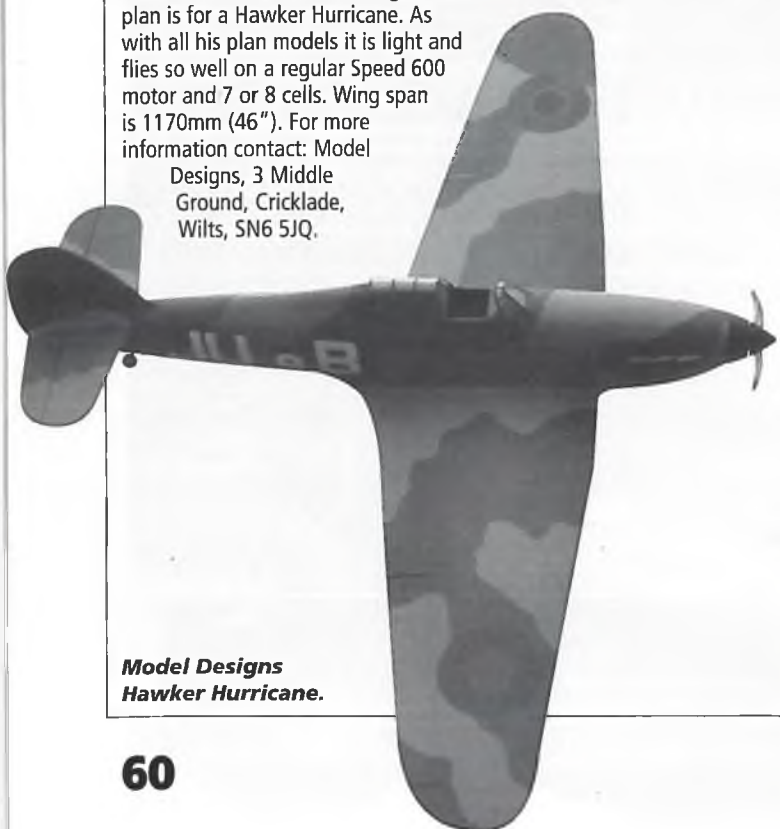 plan is for a Hawker Hurricane. As
with all his plan models it is light and
flies so well on a regular Speed 600
motor and 7 or 8 cells. Wing span
is 1170mm (46"). For more
information contact: Model
Designs, 3 Middle
Ground, Cricklade,
Wilts, SN6 5JQ.
B
Model Designs
Hawker Hurricane.
60